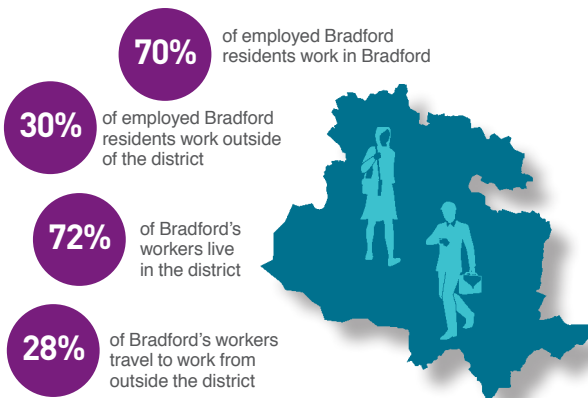 70%
of employed Bradford
residents work in Bradford
30%
of employed Bradford
residents work outside
of the district
72%
of Bradford's
workers live
in the district
28%
of Bradford's workers
travel to work from
outside the district